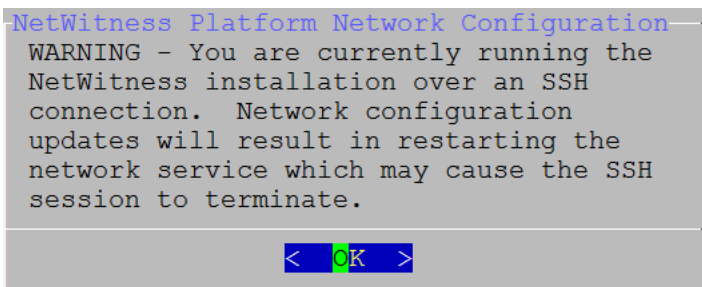 NetWitness Platform Network Configuration
WARNING - You are currently running the
NetWitness installation over an SSH
connection.  Network configuration
updates will result in restarting the
network service which may cause the SSH
session to terminate.
<  OK  >